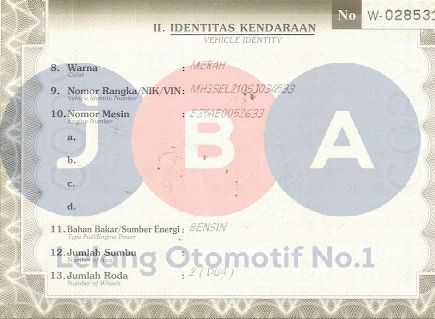 No W-028531
II. IDENTITAS KENDARAAN
VEHICLE IDENTITY
8. Warna : MERAH
Color
9. Nomor Rangka/NIK/VIN:
Vehicle Identity Number
10. Nomor Mesin :
Engine Number
a.
b.
c.
d.
J B A
11. Bahan Bakar/Sumber Energi : BENSIN
Type Fuel/Engine Power
12. Jumlah Sumbu :
Number of Axis
Lelang Otomotif No.1
13. Jumlah Roda : 2 (DUA)
Number of Wheels